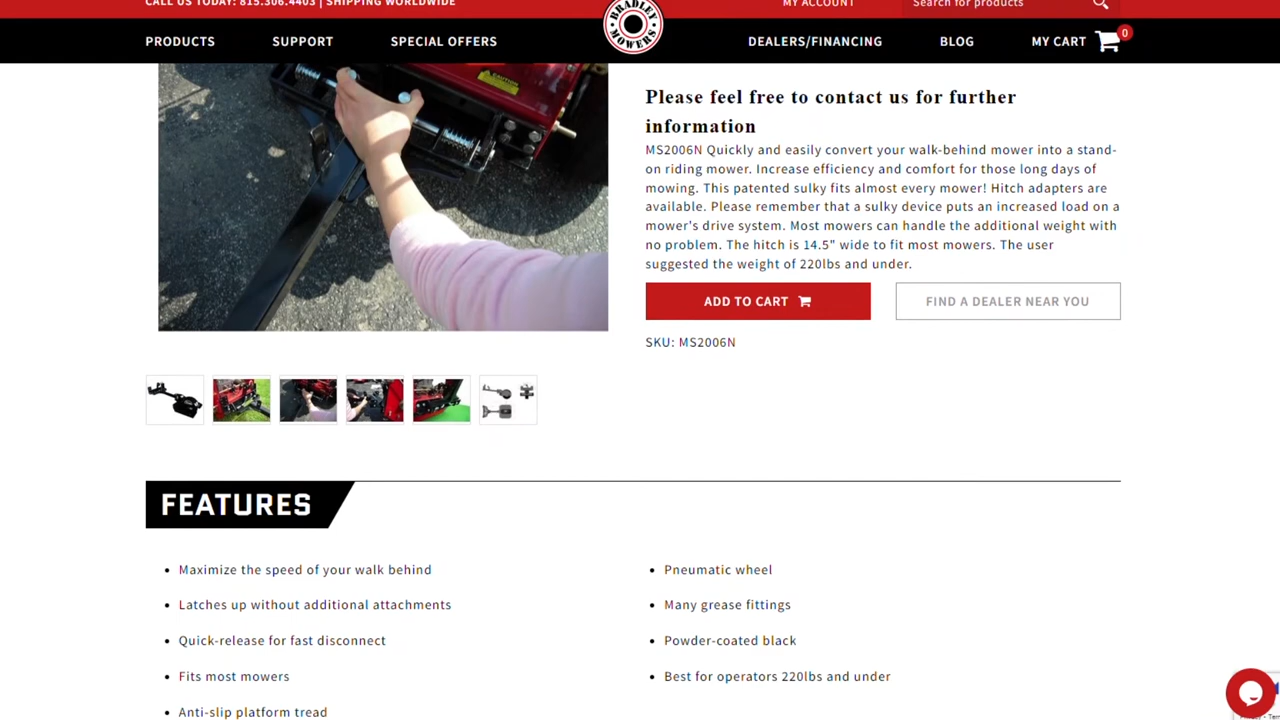 CALL US TODAY: 815.306.4403 | SHIPPING WORLDWIDE
MY ACCOUNT
Search for products
PRODUCTS
SUPPORT
SPECIAL OFFERS
BRADLEY
MOWERS
DEALERS/FINANCING
BLOG
MY CART
0
CAUTION
Please feel free to contact us for further
information
MS2006N Quickly and easily convert your walk-behind mower into a stand-
on riding mower. Increase efficiency and comfort for those long days of
mowing. This patented sulky fits almost every mower! Hitch adapters are
available. Please remember that a sulky device puts an increased load on a
mower's drive system. Most mowers can handle the additional weight with
no problem. The hitch is 14.5" wide to fit most mowers. The user
suggested the weight of 220lbs and under.
ADD TO CART
FIND A DEALER NEAR YOU
SKU: MS2006N
FEATURES
• Maximize the speed of your walk behind
• Latches up without additional attachments
• Quick-release for fast disconnect
• Fits most mowers
• Anti-slip platform tread
• Pneumatic wheel
• Many grease fittings
• Powder-coated black
• Best for operators 220lbs and under